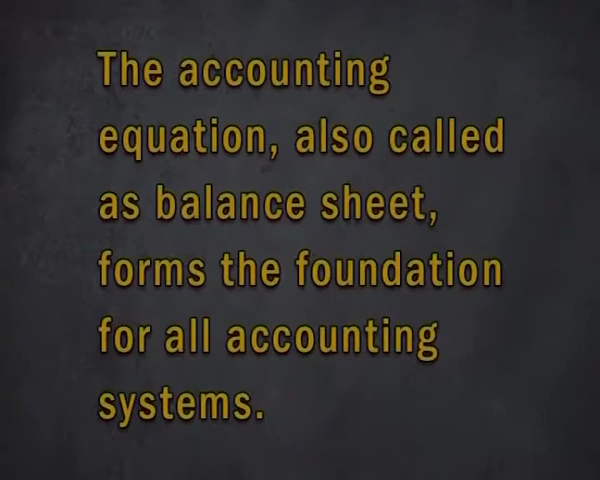 The accounting
equation, also called
as balance sheet,
forms the foundation
for all accounting
systems.